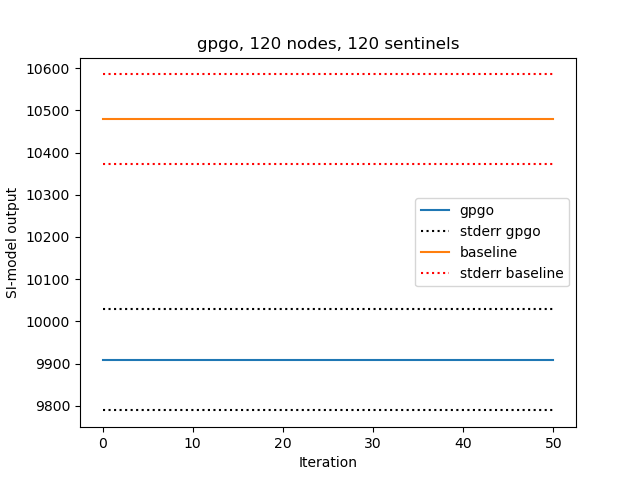 gpgo, 120 nodes, 120 sentinels
10600
10500
10400
10300
10200
10100
10000
9900
9800
SI-model output
gpgo
stderr gpgo
baseline
stderr baseline
0 10 20 30 40 50
Iteration